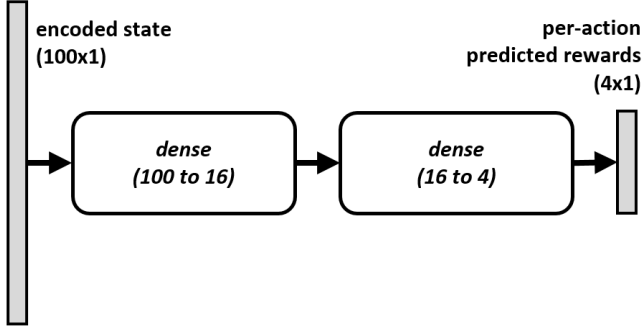 encoded state
(100x1)
per-action
predicted rewards
(4x1)
dense
(100 to 16)
dense
(16 to 4)